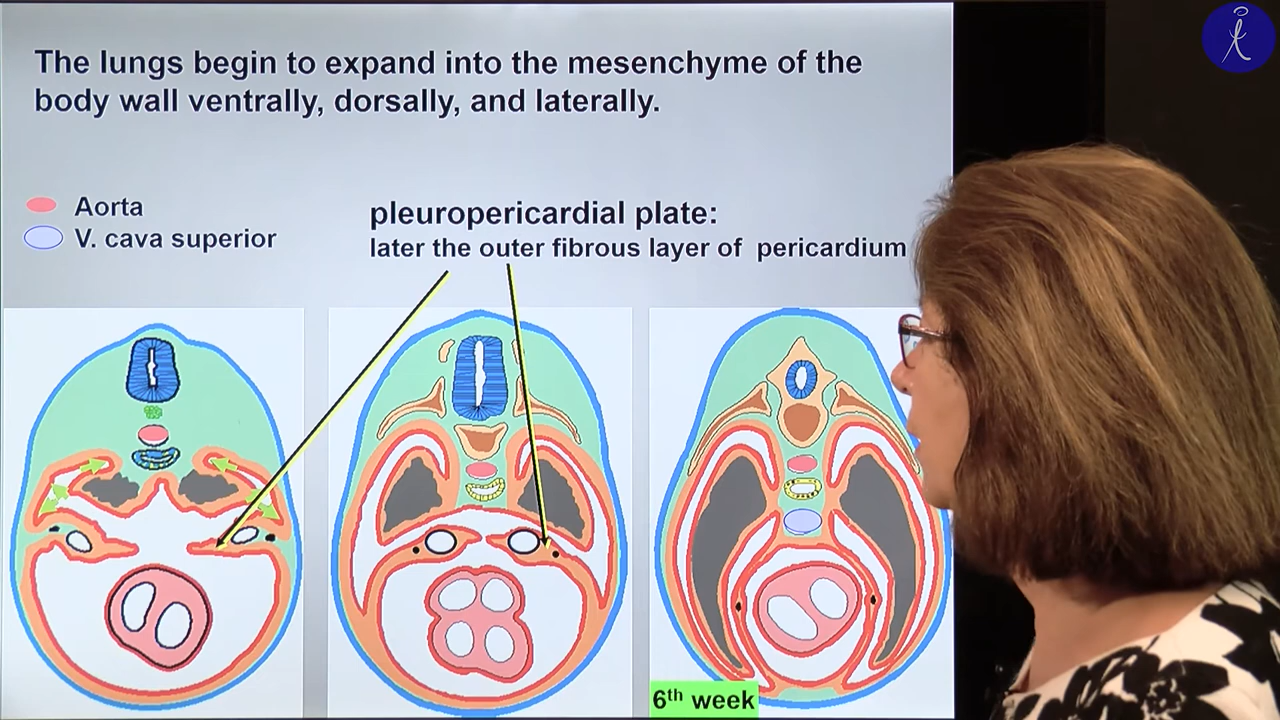 The lungs begin to expand into the mesenchyme of the
body wall ventrally, dorsally, and laterally.
Aorta
V. cava superior
pleuropericardial plate:
later the outer fibrous layer of pericardium
6th week